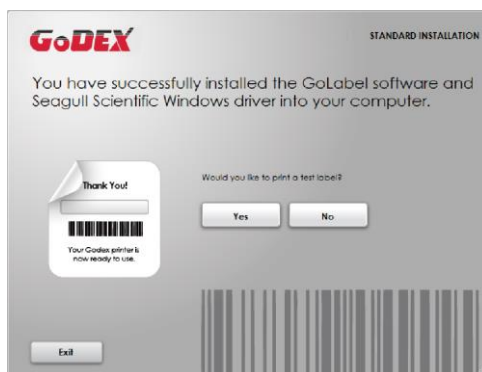 GoDEX
STANDARD INSTALLATION
You have successfully installed the GoLabel software and
Seagull Scientific Windows driver into your computer.
Thank You!
Your Godex printer is
now ready to use.
Would you like to print a test label?
Yes
No
Exit